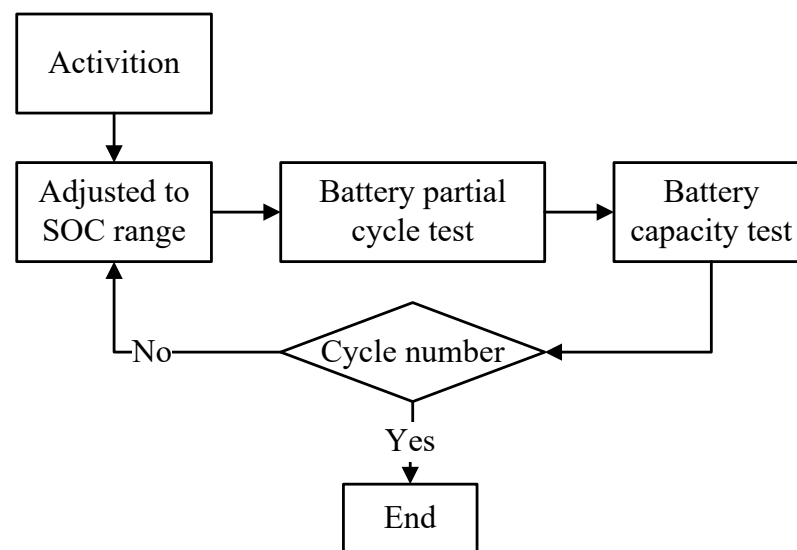 Activition
Adjusted to
SOC range
Battery partial
cycle test
Battery
capacity test
Cycle number
No
Yes
End